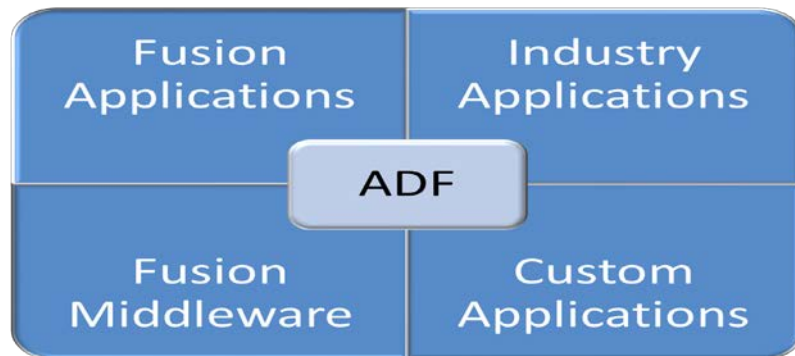 Fusion
Applications
Industry
Applications
ADF
Fusion
Middleware
Custom
Applications